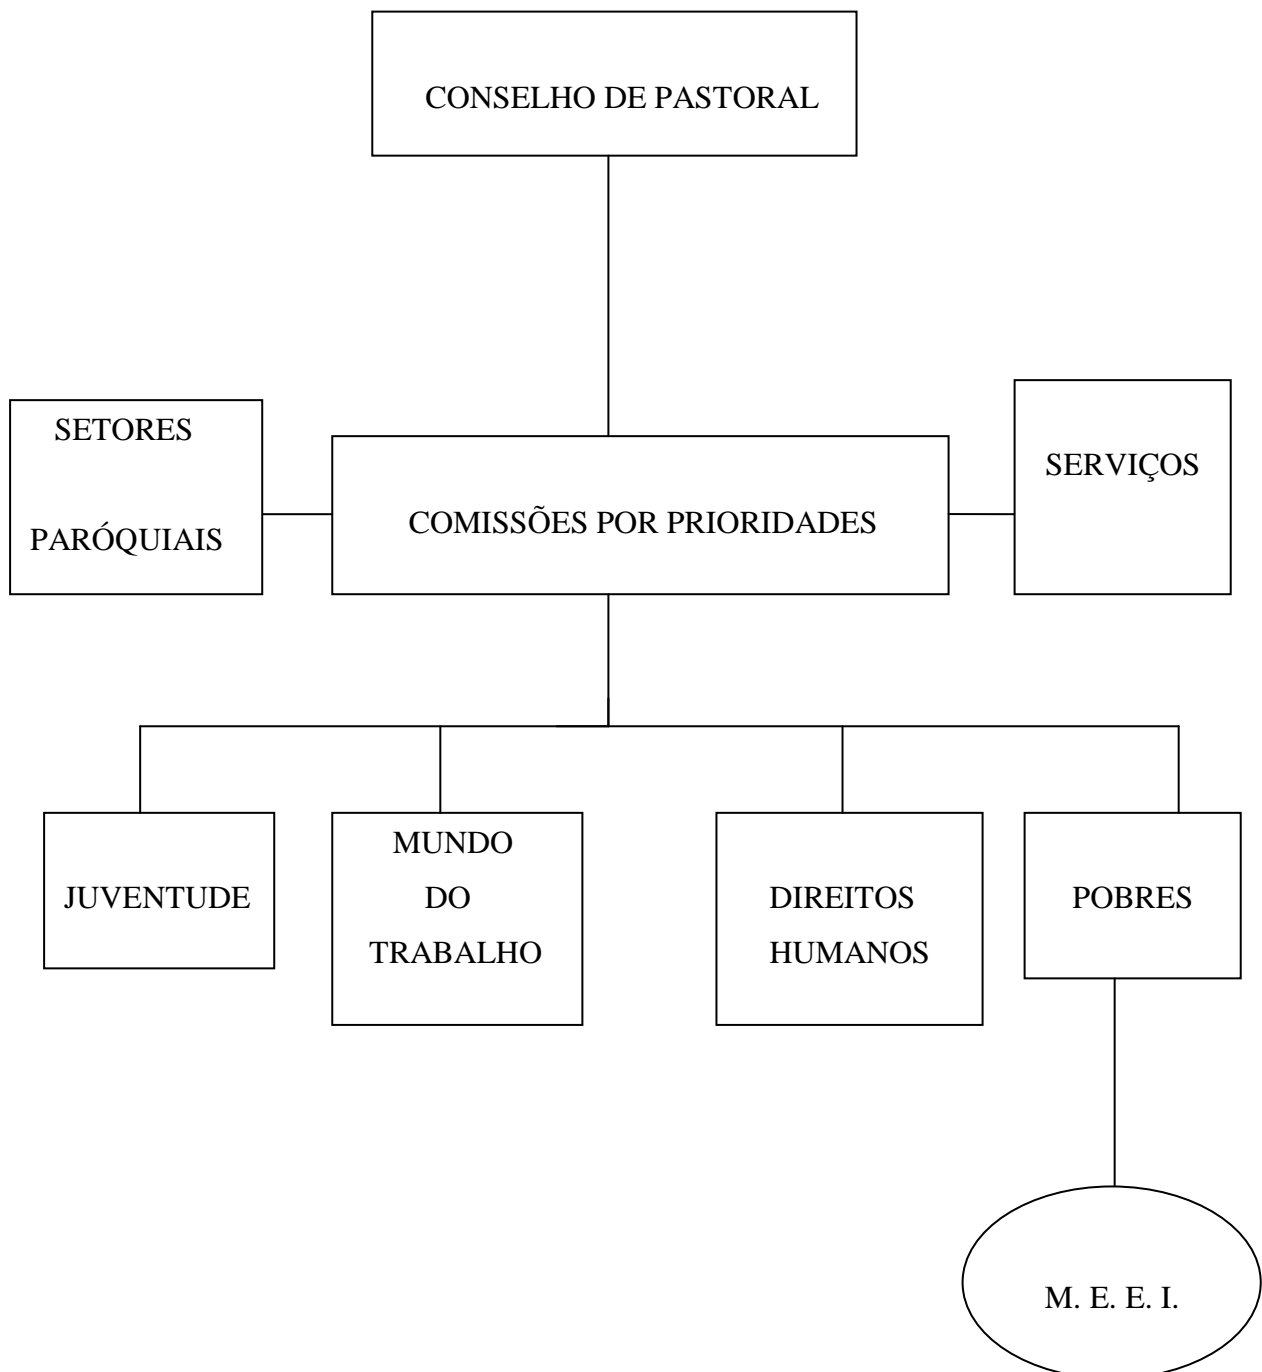 CONSELHO DE PASTORAL
SETORES
PARÓQUIAIS
COMISSÕES POR PRIORIDADES
SERVIÇOS
JUVENTUDE
MUNDO
DO
TRABALHO
DIREITOS
HUMANOS
POBRES
M. E. E. I.